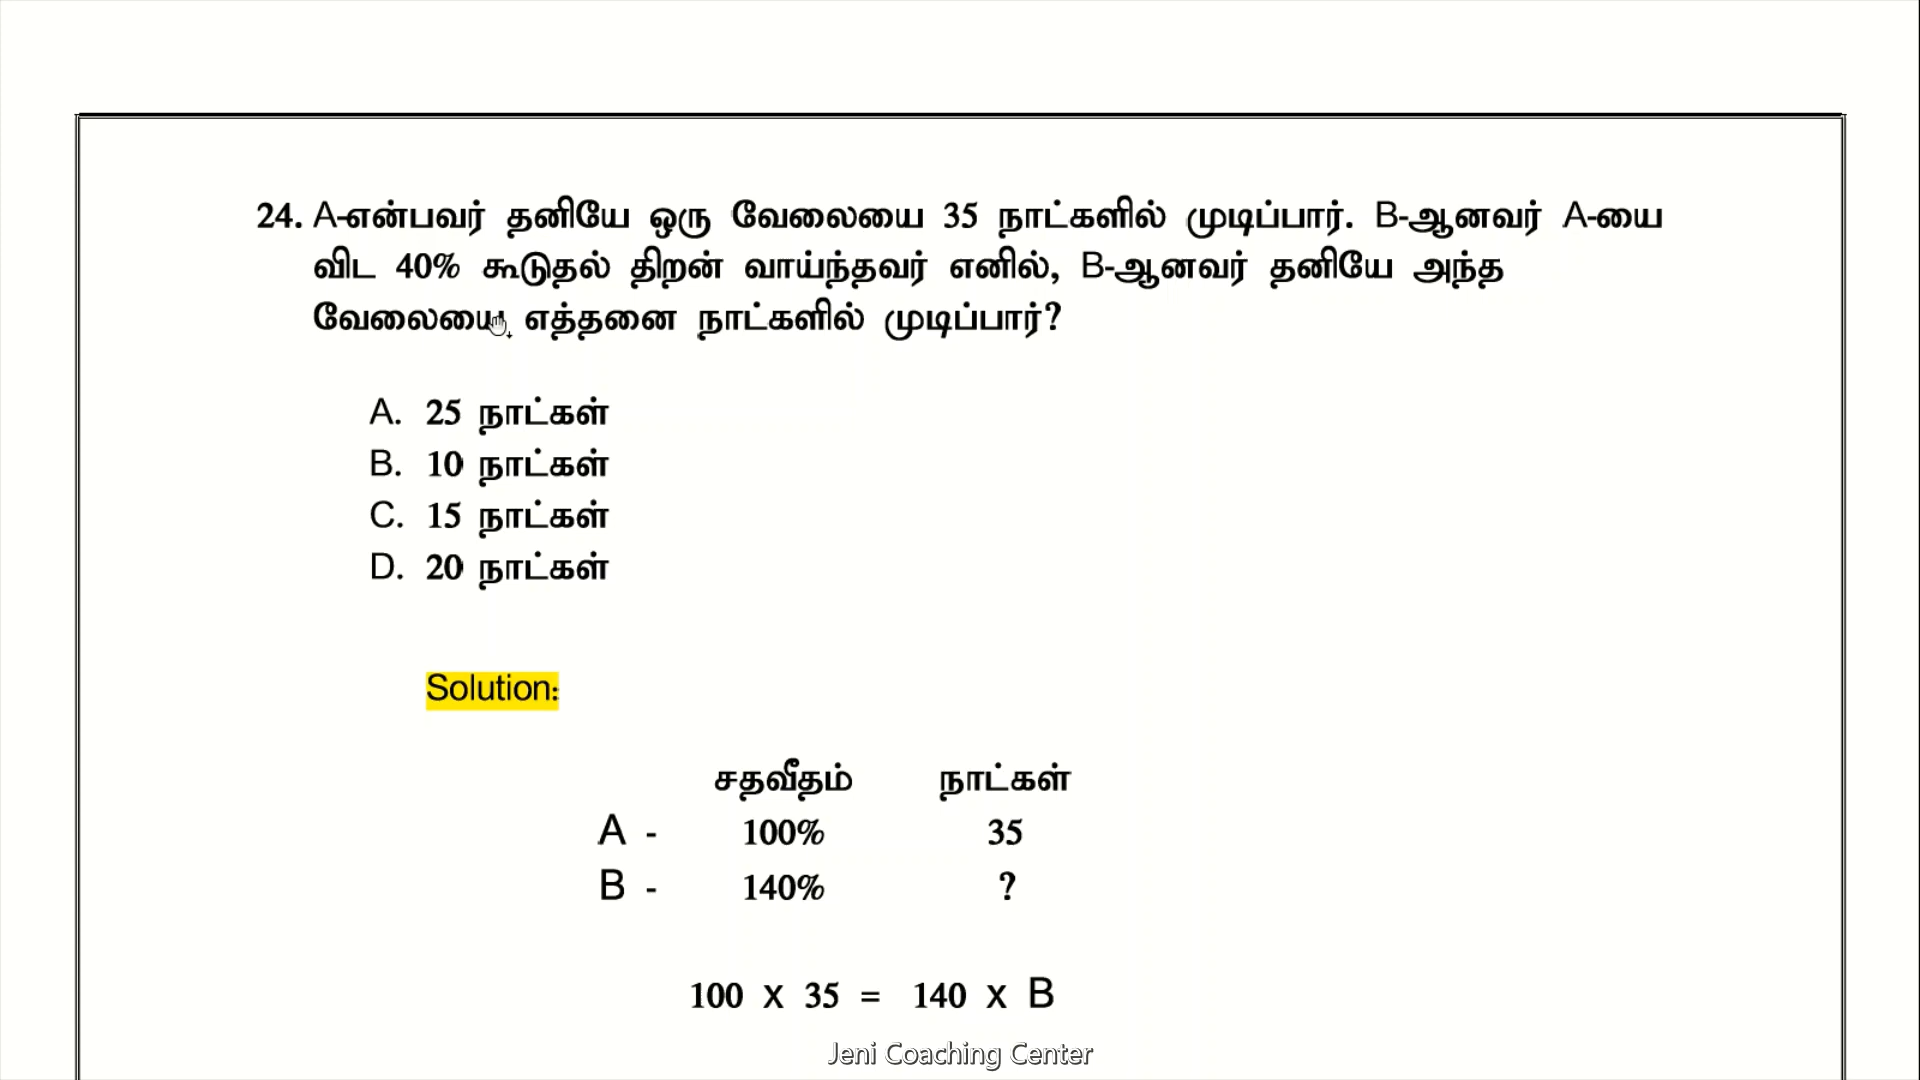 24. A-என்பவர் தனியே ஒரு வேலையை 35 நாட்களில் முடிப்பார். B-ஆனவர் A-யை
விட 40% கூடுதல் திறன் வாய்ந்தவர் எனில், B-ஆனவர் தனியே அந்த
வேலையை எத்தனை நாட்களில் முடிப்பார்?
A. 25 நாட்கள்
B. 10 நாட்கள்
C. 15 நாட்கள்
D. 20 நாட்கள்
Solution:
சதவீதம் நாட்கள்
A - 100% 35
B - 140% ?
100 x 35 = 140 x B
Jeni Coaching Center